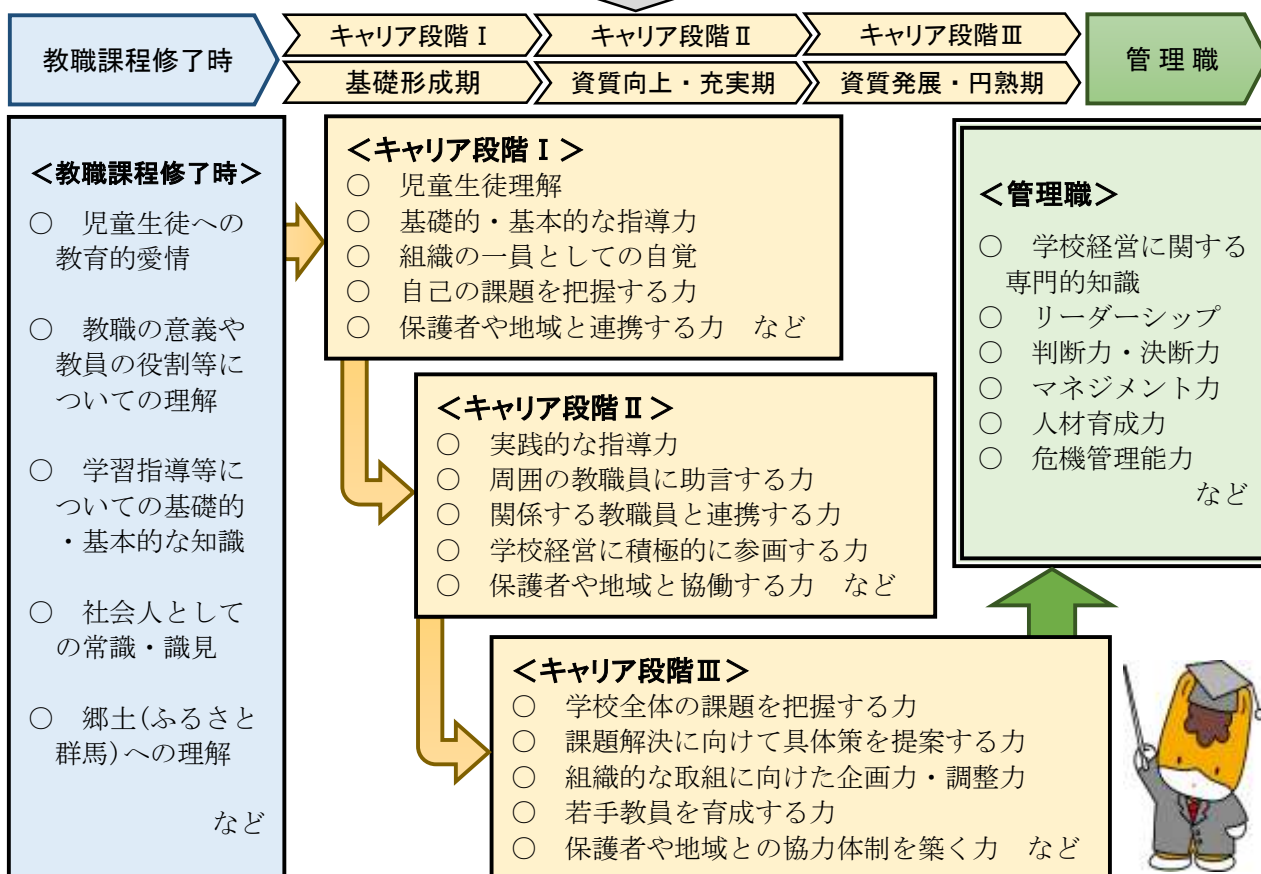 教職課程修了時
キャリア段階Ⅰ
キャリア段階Ⅱ
キャリア段階Ⅲ
管 理 職
基礎形成期
資質向上・充実期
資質発展・円熟期
＜教職課程修了時＞
○　児童生徒への
教育的愛情
○　教職の意義や
教員の役割等に
ついての理解
○　学習指導等に
ついての基礎的
・基本的な知識
○　社会人として
の常識・識見
○　郷土(ふるさと
群馬)への理解
など
＜キャリア段階Ⅰ＞
○　児童生徒理解
○　基礎的・基本的な指導力
○　組織の一員としての自覚
○　自己の課題を把握する力
○　保護者や地域と連携する力　など
＜キャリア段階Ⅱ＞
○　実践的な指導力
○　周囲の教職員に助言する力
○　関係する教職員と連携する力
○　学校経営に積極的に参画する力
○　保護者や地域と協働する力　など
＜キャリア段階Ⅲ＞
○　学校全体の課題を把握する力
○　課題解決に向けて具体策を提案する力
○　組織的な取組に向けた企画力・調整力
○　若手教員を育成する力
○　保護者や地域との協力体制を築く力　など
＜管理職＞
○　学校経営に関する
専門的知識
○　リーダーシップ
○　判断力・決断力
○　マネジメント力
○　人材育成力
○　危機管理能力
など